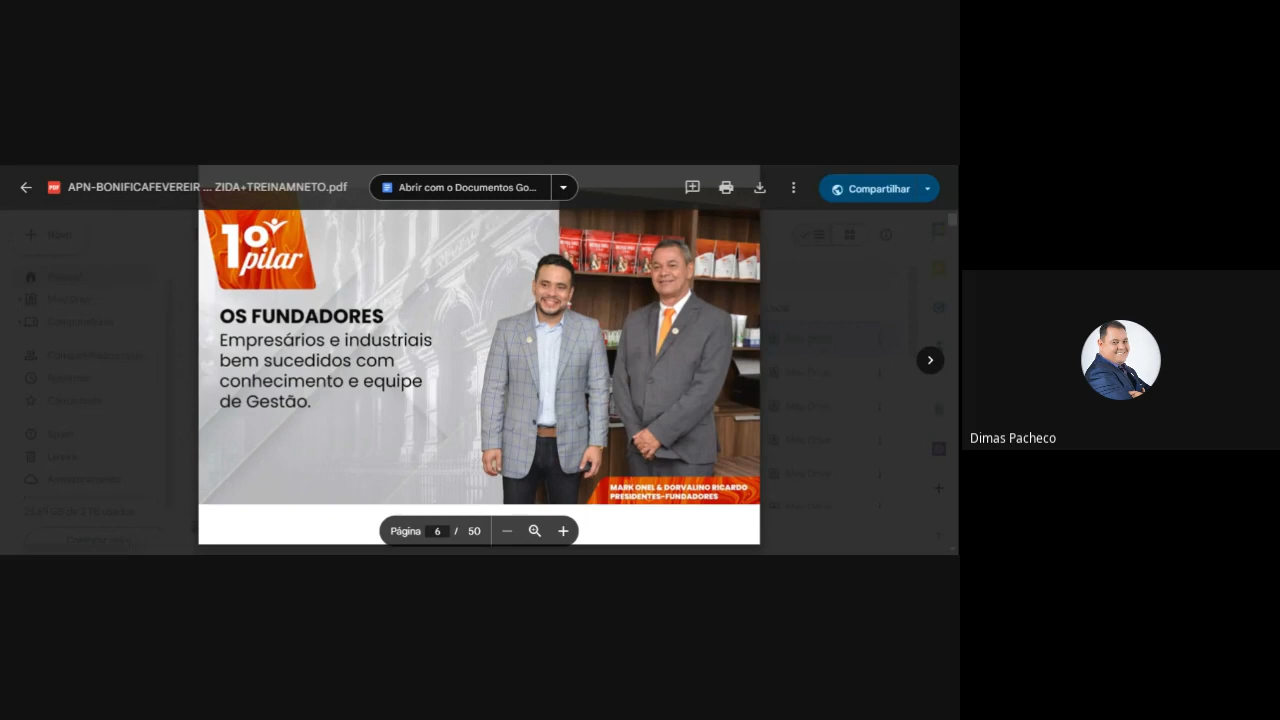 APN-BONIFICAFEVEREIR ... ZIDA+TREINAMNETO.pdf
Abrir com o Documentos Go...
Compartilhar
1º
pilar
OS FUNDADORES
Empresários e industriais
bem sucedidos com
conhecimento e equipe
de Gestão.
MARK ONEL & DORVALINO RICARDO
PRESIDENTES-FUNDADORES
Página 6 / 50
Dimas Pacheco